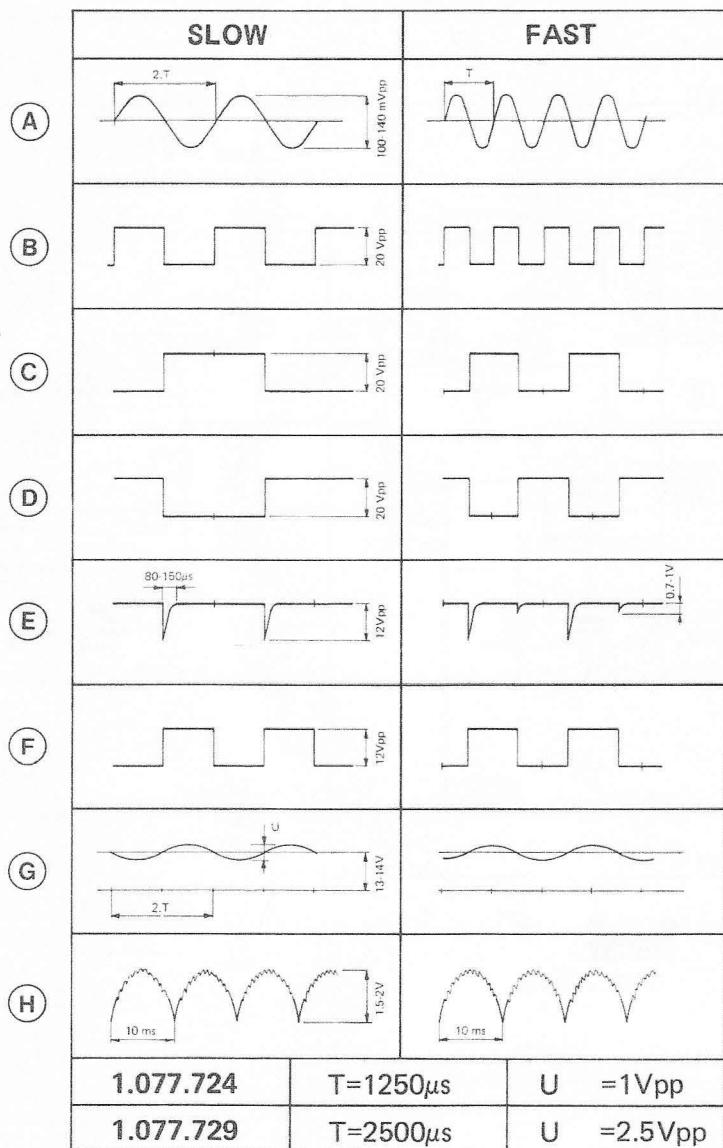 SLOW FAST
A 2.T 100-140 mVpp T
B 20 Vpp
C 20 Vpp
D 20 Vpp
E 80-150µs 12Vpp 0.7-1V
F 12Vpp
G U 13-14V 2.T
H 10 ms 1.5-2V 10 ms
1.077.724 T=1250µs U =1Vpp
1.077.729 T=2500µs U =2.5Vpp